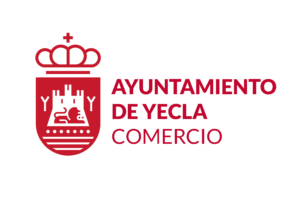 Y Y
AYUNTAMIENTO
DE YECLA
COMERCIO